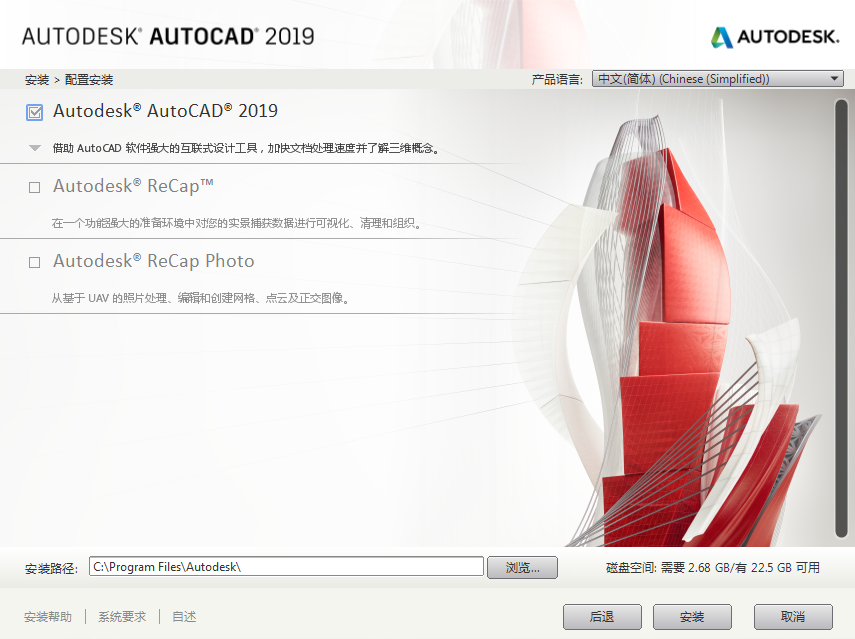 AUTODESK® AUTOCAD® 2019
AUTODESK.
安装 > 配置安装
产品语言: 中文(简体) (Chinese (Simplified))
Autodesk® AutoCAD® 2019
借助 AutoCAD 软件强大的互联式设计工具，加快文档处理速度并了解三维概念。
Autodesk® ReCap™
在一个功能强大的准备环境中对您的实景捕获数据进行可视化、清理和组织。
Autodesk® ReCap Photo
从基于 UAV 的照片处理、编辑和创建网格、点云及正交图像。
安装路径: C:\Program Files\Autodesk\ 浏览... 磁盘空间: 需要 2.68 GB/有 22.5 GB 可用
安装帮助 | 系统要求 | 自述 后退 安装 取消